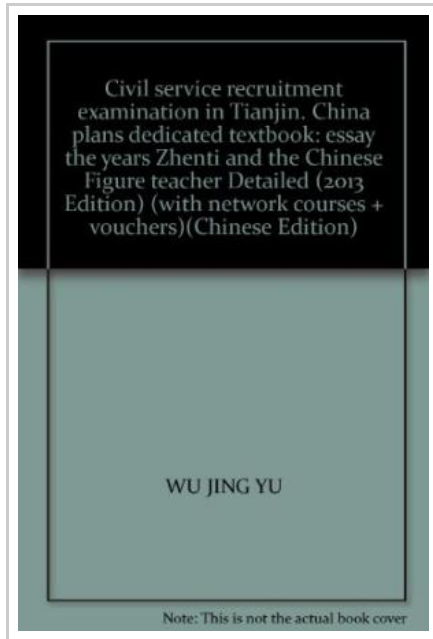 Civil service recruitment
examination in Tianjin. China
plans dedicated textbook: essay
the years Zhenti and the Chinese
Figure teacher Detailed (2013
Edition) (with network courses +
vouchers)(Chinese Edition)
WU JING YU
Note: This is not the actual book cover